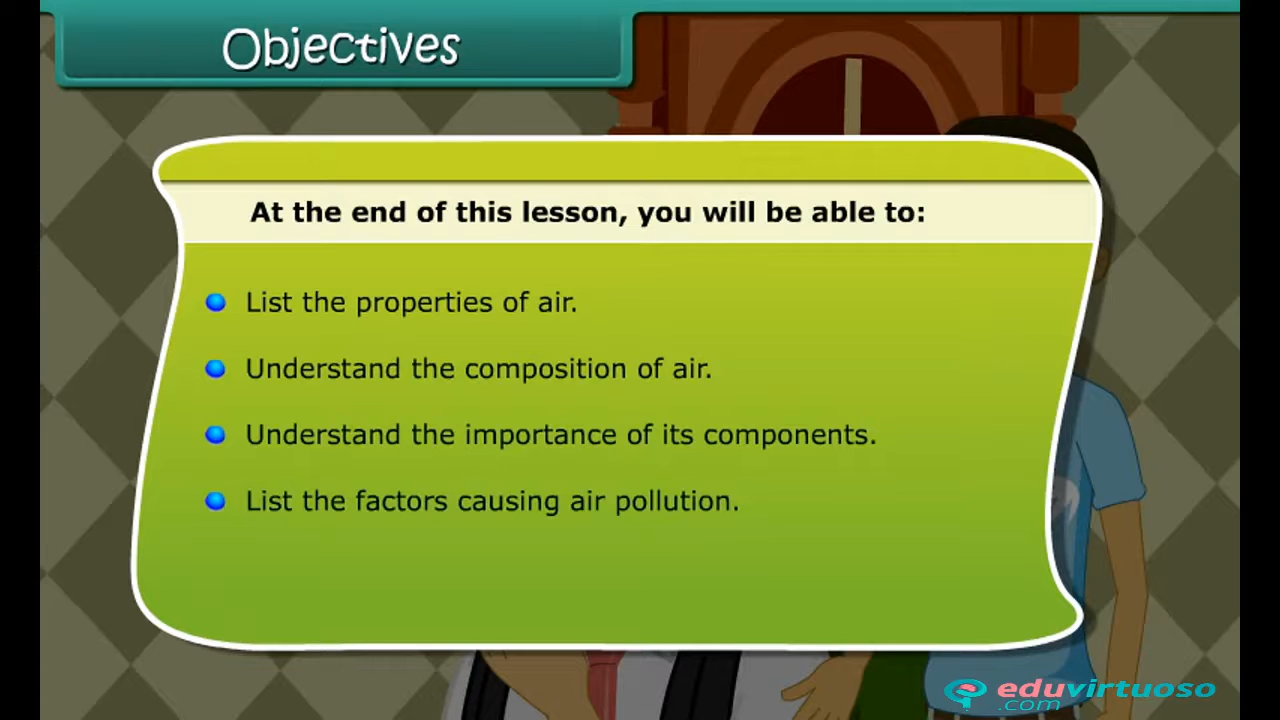 Objectives
At the end of this lesson, you will be able to:
List the properties of air.
Understand the composition of air.
Understand the importance of its components.
List the factors causing air pollution.
eduvirtuoso
.com